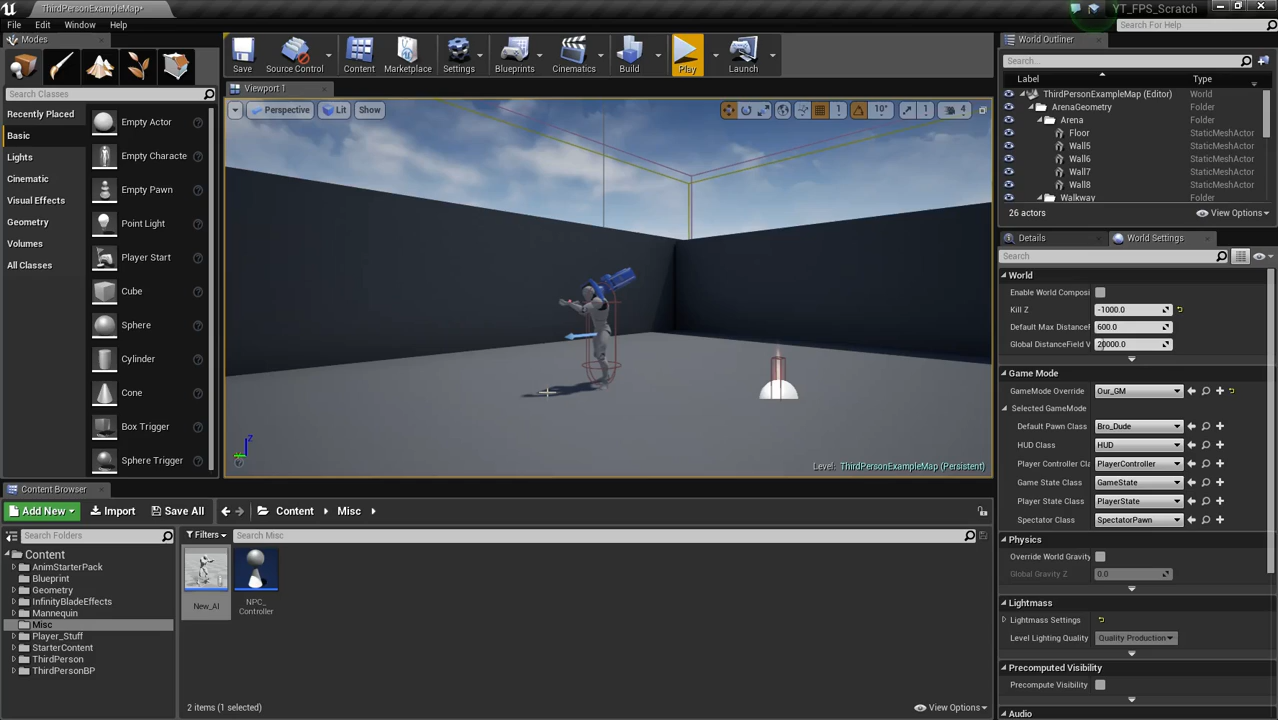 ThirdPersonExampleMap*
YT_FPS_Scratch
File Edit Window Help
Search For Help
Modes
Search Classes
Recently Placed
Basic
Lights
Cinematic
Visual Effects
Geometry
Volumes
All Classes
Empty Actor
Empty Characte
Empty Pawn
Point Light
Player Start
Cube
Sphere
Cylinder
Cone
Box Trigger
Sphere Trigger
Save
Source Control
Content
Marketplace
Settings
Blueprints
Cinematics
Build
Play
Launch
Viewport 1
Perspective
Lit
Show
1
10°
1
4
Z
Level: ThirdPersonExampleMap (Persistent)
World Outliner
Search...
Label Type
ThirdPersonExampleMap (Editor) World
ArenaGeometry Folder
Arena Folder
Floor StaticMeshActor
Wall5 StaticMeshActor
Wall6 StaticMeshActor
Wall7 StaticMeshActor
Wall8 StaticMeshActor
Walkway Folder
26 actors
View Options
Details
World Settings
Search
World
Enable World Composi
Kill Z -1000.0
Default Max DistanceF 600.0
Global DistanceField V 20000.0
Game Mode
GameMode Override Our_GM
Selected GameMode
Default Pawn Class Bro_Dude
HUD Class HUD
Player Controller Cla PlayerController
Game State Class GameState
Player State Class PlayerState
Spectator Class SpectatorPawn
Physics
Override World Gravity
Global Gravity Z 0.0
Lightmass
Lightmass Settings
Level Lighting Quality Quality Production
Precomputed Visibility
Precompute Visibility
Audio
Content Browser
Add New
Import
Save All
Content
Misc
Search Folders
Filters
Search Misc
Content
AnimStarterPack
Blueprint
Geometry
InfinityBladeEffects
Mannequin
Misc
Player_Stuff
StarterContent
ThirdPerson
ThirdPersonBP
New_AI
NPC_
Controller
2 items (1 selected)
View Options